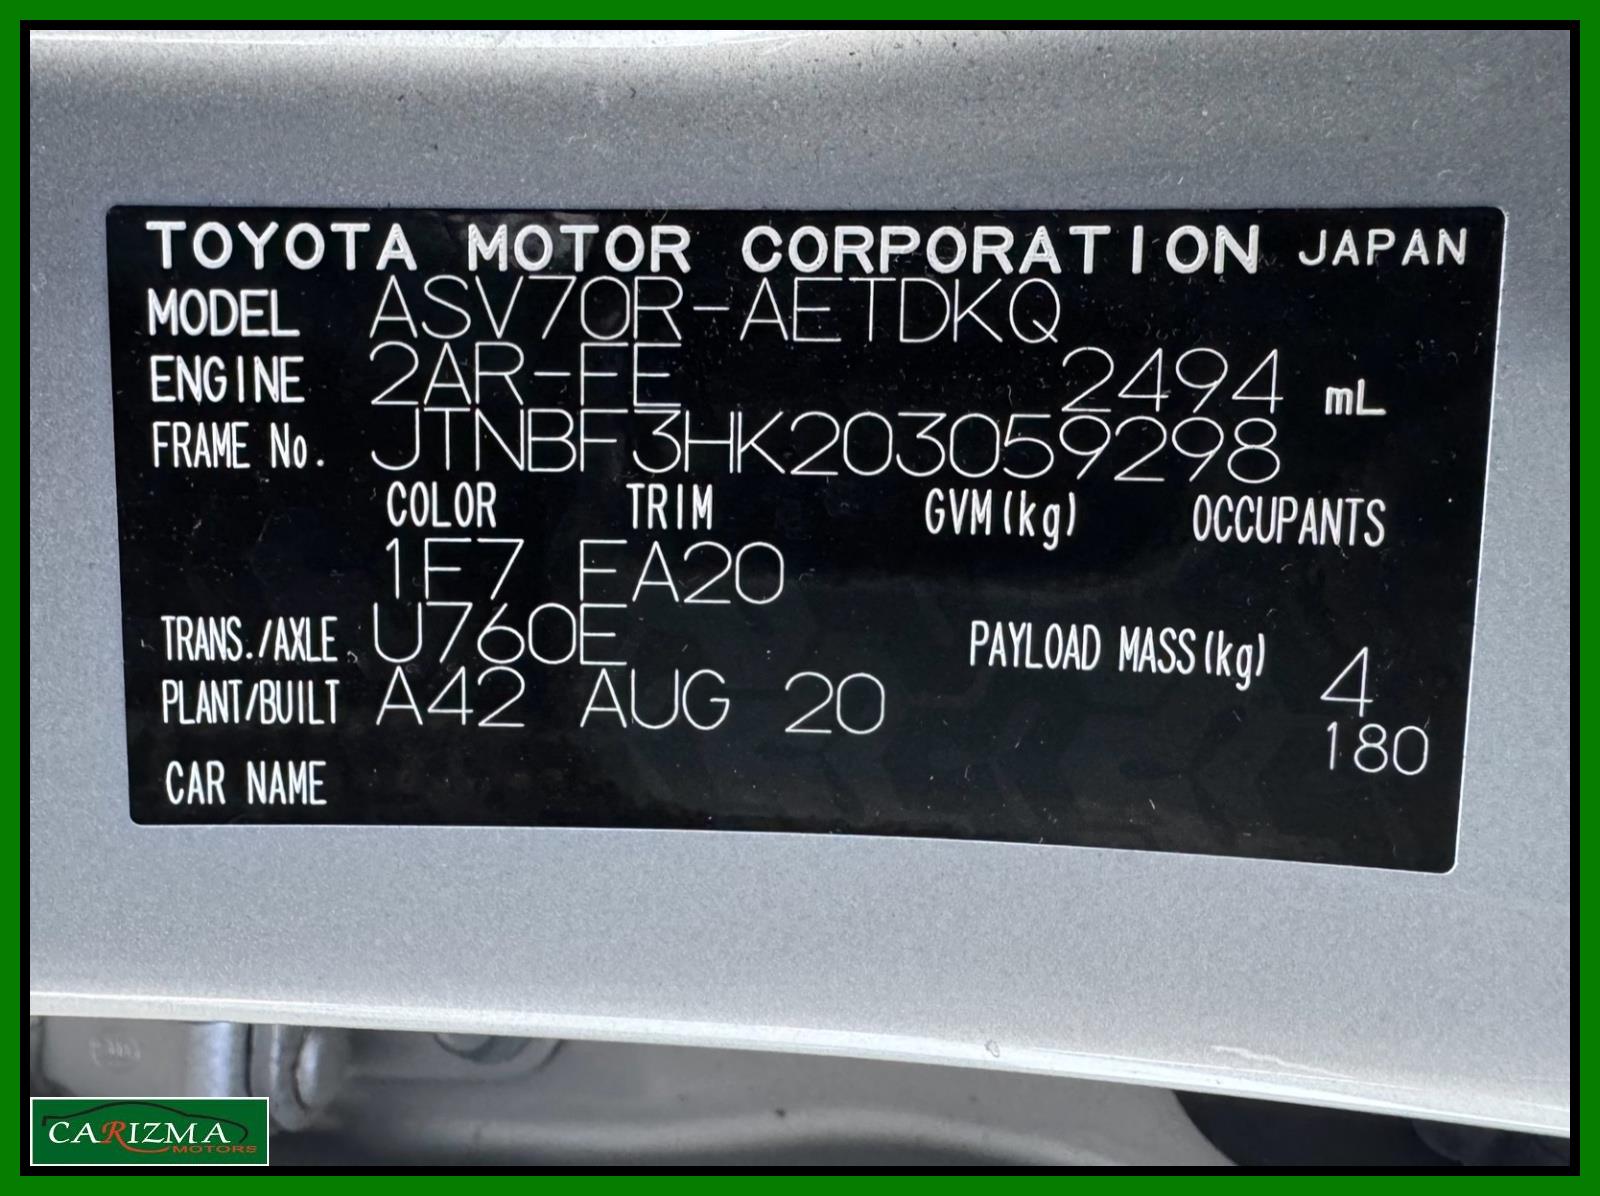 TOYOTA MOTOR CORPORATION JAPAN
MODEL ASV70R-AETDKQ
ENGINE 2AR-FE 2494 mL
FRAME No. JTNBF3HK203059298
COLOR TRIM GVM(kg) OCCUPANTS
1F7 FA20
TRANS./AXLE U760E PAYLOAD MASS(kg) 4
PLANT/BUILT A42 AUG 20 180
CAR NAME
CARIZMA
MOTORS